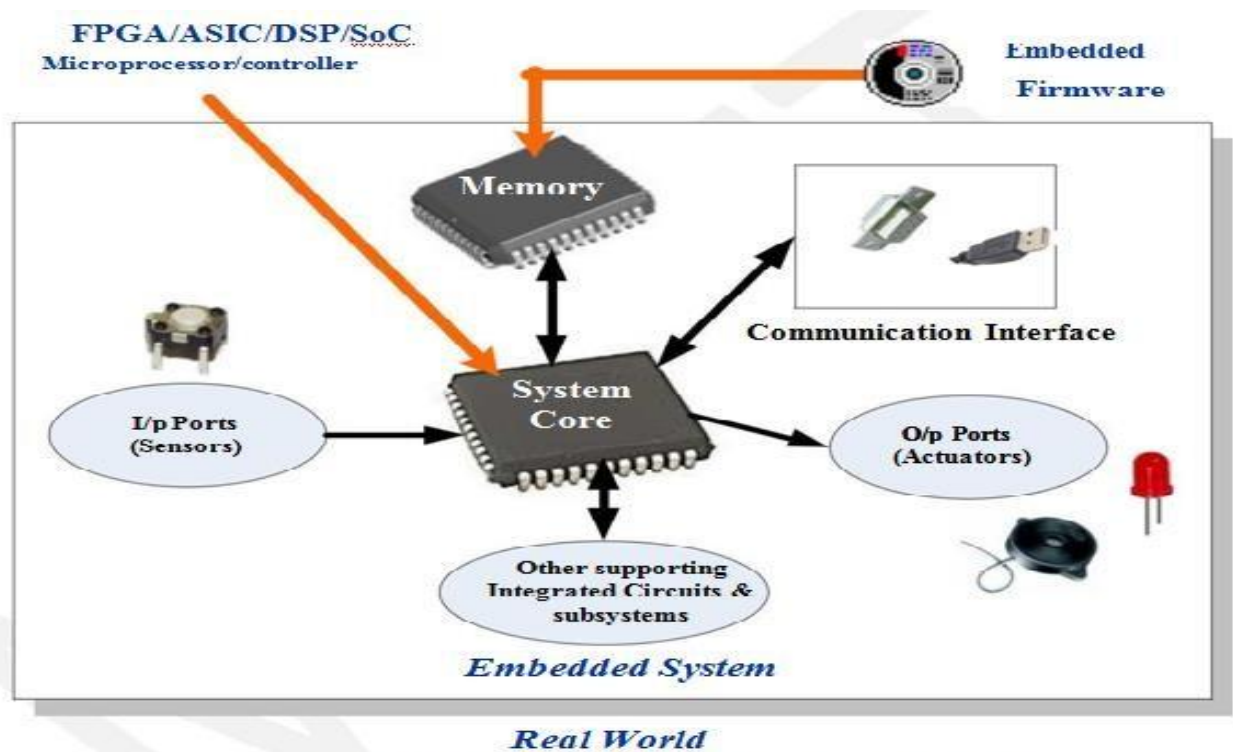 FPGA/ASIC/DSP/SoC
Microprocessor/controller
Embedded
Firmware
Memory
Communication Interface
System
Core
I/p Ports
(Sensors)
O/p Ports
(Actuators)
Other supporting
Integrated Circuits &
subsystems
Embedded System
Real World